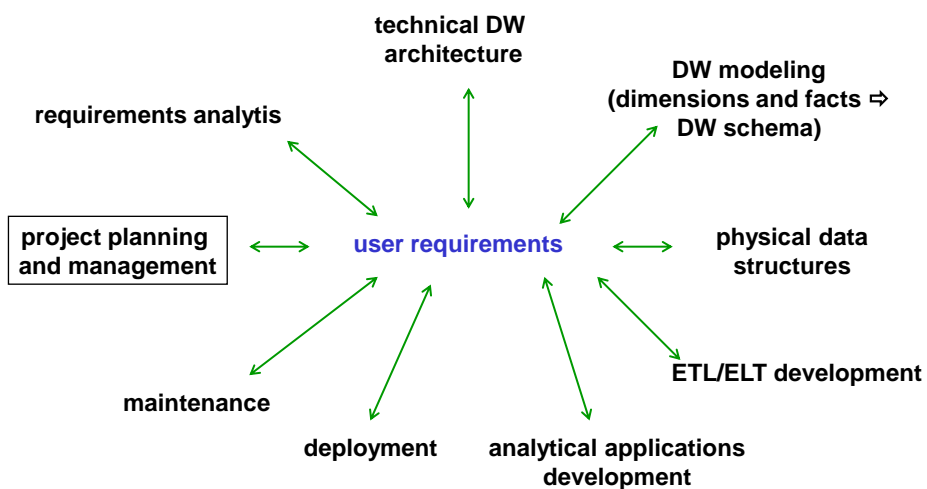 technical DW
architecture
DW modeling
(dimensions and facts ⇨
DW schema)
requirements analytis
project planning
and management
user requirements
physical data
structures
ETL/ELT development
maintenance
deployment
analytical applications
development